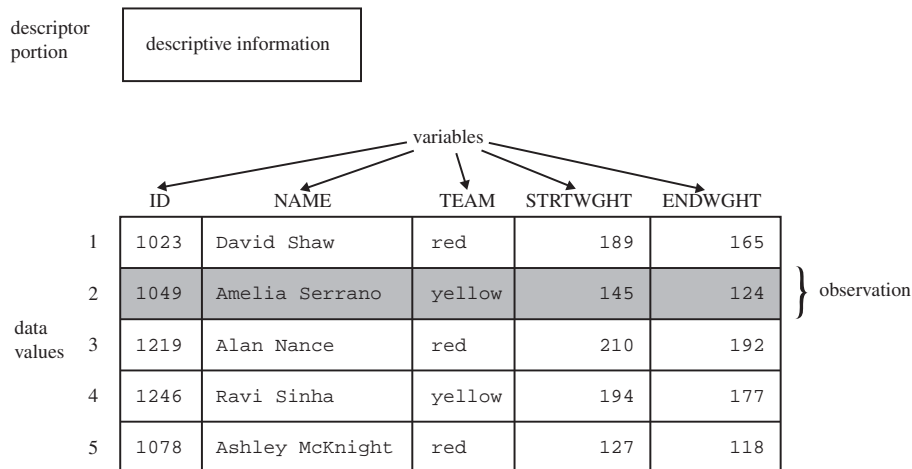 descriptor
portion
descriptive information
variables
ID NAME TEAM STRTWGHT ENDWGHT
1 1023 David Shaw red 189 165
2 1049 Amelia Serrano yellow 145 124 } observation
data
values
3 1219 Alan Nance red 210 192
4 1246 Ravi Sinha yellow 194 177
5 1078 Ashley McKnight red 127 118